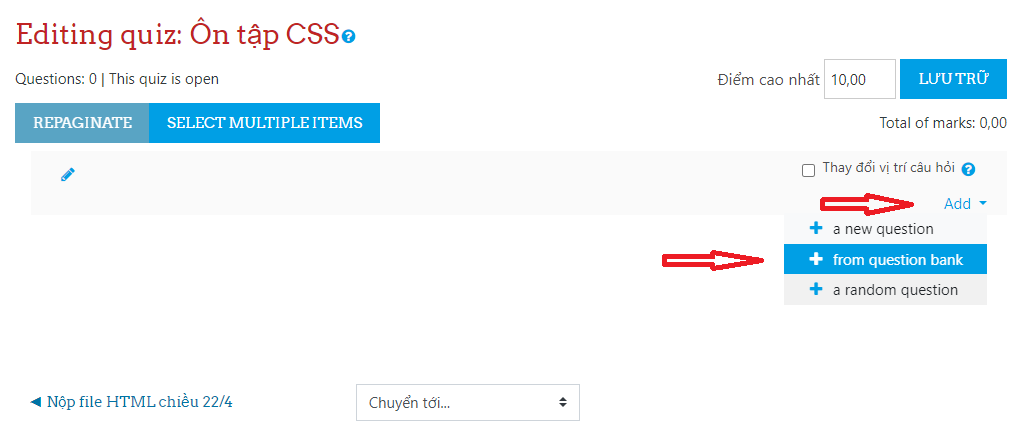 Editing quiz: Ôn tập CSS
Questions: 0 | This quiz is open
Điểm cao nhất 10,00 LƯU TRỮ
REPAGINATE SELECT MULTIPLE ITEMS
Total of marks: 0,00
Thay đổi vị trí câu hỏi
Add
a new question
from question bank
a random question
◄ Nộp file HTML chiều 22/4
Chuyển tới...